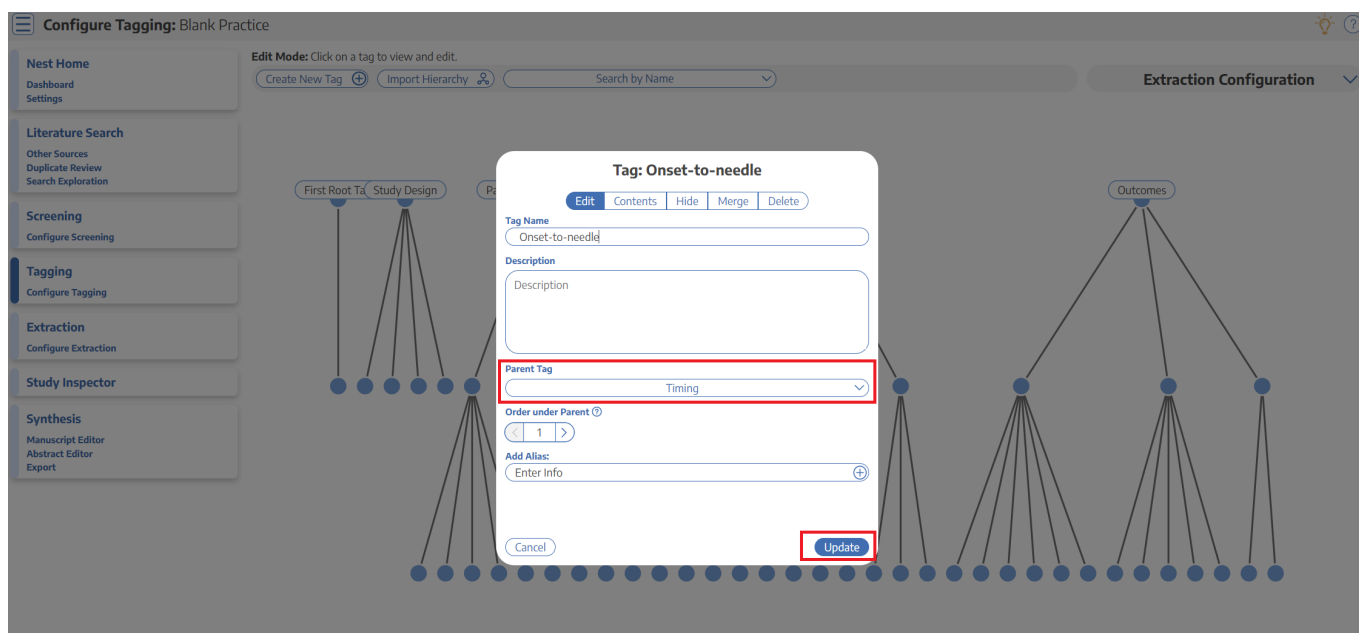 Configure Tagging: Blank Practice
Nest Home
Dashboard
Settings
Literature Search
Other Sources
Duplicate Review
Search Exploration
Screening
Configure Screening
Tagging
Configure Tagging
Extraction
Configure Extraction
Study Inspector
Synthesis
Manuscript Editor
Abstract Editor
Export
Edit Mode: Click on a tag to view and edit.
Create New Tag
Import Hierarchy
Search by Name
Extraction Configuration
First Root Ta
Study Design
Pa
Outcomes
Tag: Onset-to-needle
Edit Contents Hide Merge Delete
Tag Name
Onset-to-needle
Description
Description
Parent Tag
Timing
Order under Parent ?
1
Add Alias:
Enter Info
Cancel
Update